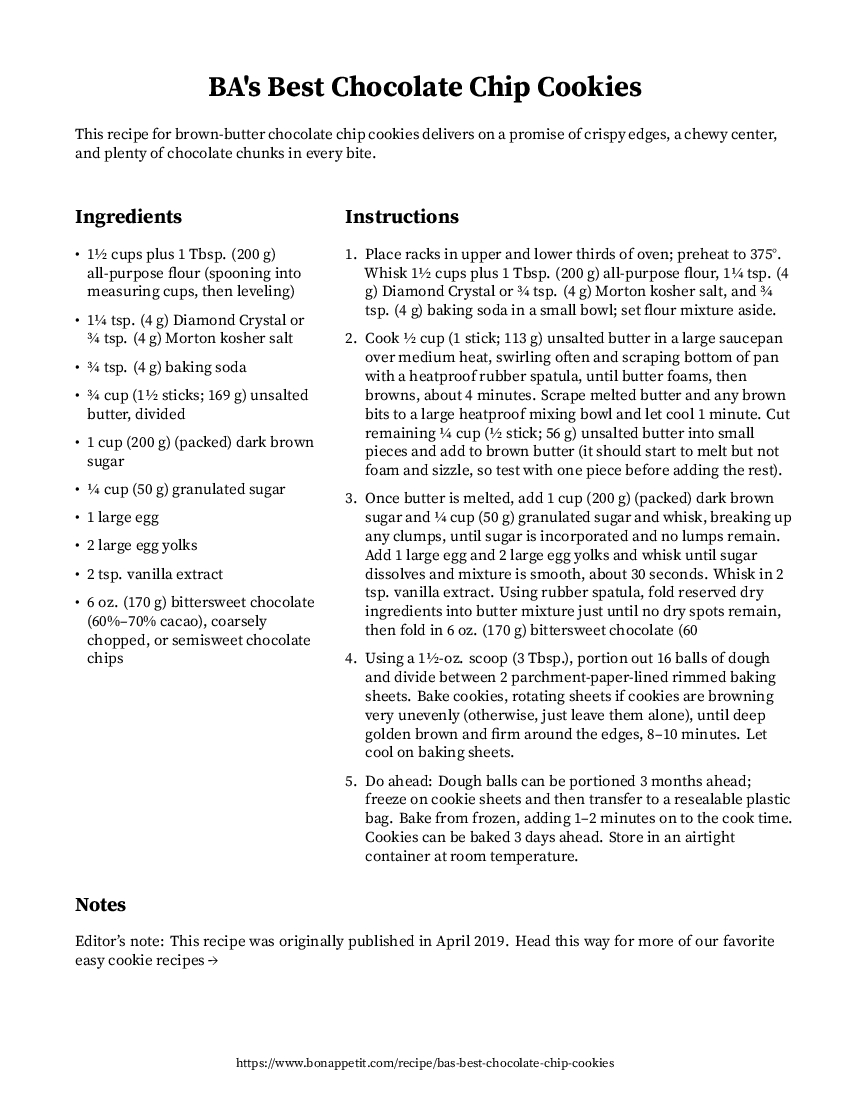 BA's Best Chocolate Chip Cookies
This recipe for brown-butter chocolate chip cookies delivers on a promise of crispy edges, a chewy center,
and plenty of chocolate chunks in every bite.
Ingredients
• 1½ cups plus 1 Tbsp. (200 g)
all-purpose flour (spooning into
measuring cups, then leveling)
• 1¼ tsp. (4 g) Diamond Crystal or
¾ tsp. (4 g) Morton kosher salt
• ¾ tsp. (4 g) baking soda
• ¾ cup (1½ sticks; 169 g) unsalted
butter, divided
• 1 cup (200 g) (packed) dark brown
sugar
• ¼ cup (50 g) granulated sugar
• 1 large egg
• 2 large egg yolks
• 2 tsp. vanilla extract
• 6 oz. (170 g) bittersweet chocolate
(60%–70% cacao), coarsely
chopped, or semisweet chocolate
chips
Instructions
1. Place racks in upper and lower thirds of oven; preheat to 375°.
Whisk 1½ cups plus 1 Tbsp. (200 g) all-purpose flour, 1¼ tsp. (4
g) Diamond Crystal or ¾ tsp. (4 g) Morton kosher salt, and ¾
tsp. (4 g) baking soda in a small bowl; set flour mixture aside.
2. Cook ½ cup (1 stick; 113 g) unsalted butter in a large saucepan
over medium heat, swirling often and scraping bottom of pan
with a heatproof rubber spatula, until butter foams, then
browns, about 4 minutes. Scrape melted butter and any brown
bits to a large heatproof mixing bowl and let cool 1 minute. Cut
remaining ¼ cup (½ stick; 56 g) unsalted butter into small
pieces and add to brown butter (it should start to melt but not
foam and sizzle, so test with one piece before adding the rest).
3. Once butter is melted, add 1 cup (200 g) (packed) dark brown
sugar and ¼ cup (50 g) granulated sugar and whisk, breaking up
any clumps, until sugar is incorporated and no lumps remain.
Add 1 large egg and 2 large egg yolks and whisk until sugar
dissolves and mixture is smooth, about 30 seconds. Whisk in 2
tsp. vanilla extract. Using rubber spatula, fold reserved dry
ingredients into butter mixture just until no dry spots remain,
then fold in 6 oz. (170 g) bittersweet chocolate (60
4. Using a 1½-oz. scoop (3 Tbsp.), portion out 16 balls of dough
and divide between 2 parchment-paper-lined rimmed baking
sheets. Bake cookies, rotating sheets if cookies are browning
very unevenly (otherwise, just leave them alone), until deep
golden brown and firm around the edges, 8–10 minutes. Let
cool on baking sheets.
5. Do ahead: Dough balls can be portioned 3 months ahead;
freeze on cookie sheets and then transfer to a resealable plastic
bag. Bake from frozen, adding 1–2 minutes on to the cook time.
Cookies can be baked 3 days ahead. Store in an airtight
container at room temperature.
Notes
Editor’s note: This recipe was originally published in April 2019. Head this way for more of our favorite
easy cookie recipes →
https://www.bonappetit.com/recipe/bas-best-chocolate-chip-cookies